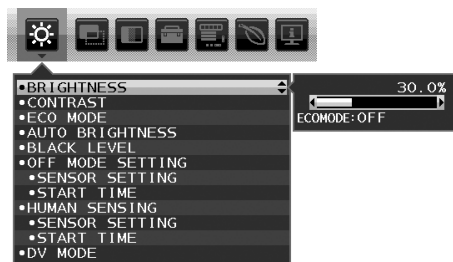 •BRIGHTNESS
•CONTRAST
•ECO MODE
•AUTO BRIGHTNESS
•BLACK LEVEL
•OFF MODE SETTING
•SENSOR SETTING
•START TIME
•HUMAN SENSING
•SENSOR SETTING
•START TIME
•DV MODE
30.0%
ECOMODE:OFF